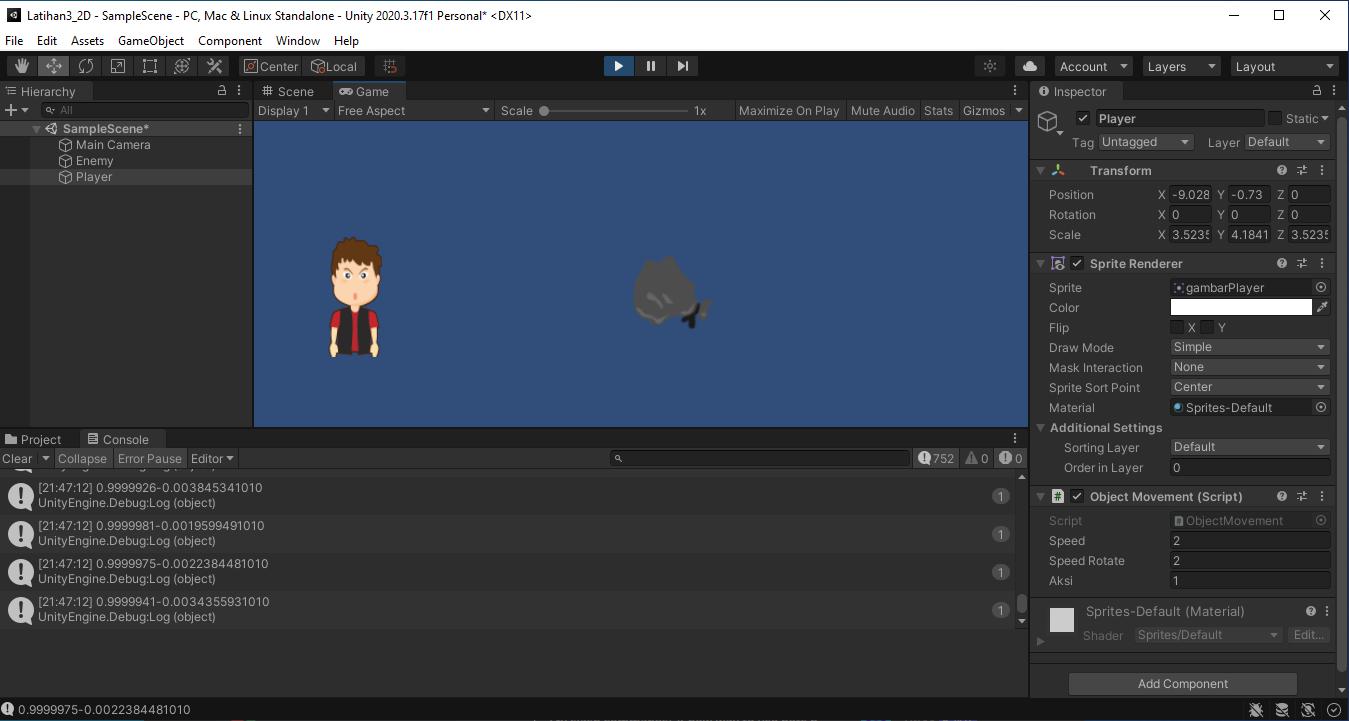 Latihan3_2D - SampleScene - PC, Mac & Linux Standalone - Unity 2020.3.17f1 Personal* <DX11>
File Edit Assets GameObject Component Window Help
Center Local Account Layers Layout
Hierarchy
All
SampleScene*
Main Camera
Enemy
Player
Scene Game
Display 1 Free Aspect Scale 1x Maximize On Play Mute Audio Stats Gizmos
Project Console
Clear Collapse Error Pause Editor 752 0 0
UnityEngine.Debug:Log (object)
[21:47:12] 0.9999926-0.003845341010
UnityEngine.Debug:Log (object)
1
[21:47:12] 0.9999981-0.0019599491010
UnityEngine.Debug:Log (object)
1
[21:47:12] 0.9999975-0.0022384481010
UnityEngine.Debug:Log (object)
1
[21:47:12] 0.9999941-0.0034355931010
UnityEngine.Debug:Log (object)
1
0.9999975-0.0022384481010
Inspector
Player Static
Tag Untagged Layer Default
Transform
Position X -9.028 Y -0.73 Z 0
Rotation X 0 Y 0 Z 0
Scale X 3.5235 Y 4.1841 Z 3.5235
Sprite Renderer
Sprite gambarPlayer
Color
Flip X Y
Draw Mode Simple
Mask Interaction None
Sprite Sort Point Center
Material Sprites-Default
Additional Settings
Sorting Layer Default
Order in Layer 0
# Object Movement (Script)
Script ObjectMovement
Speed 2
Speed Rotate 2
Aksi 1
Sprites-Default (Material)
Shader Sprites/Default Edit...
Add Component